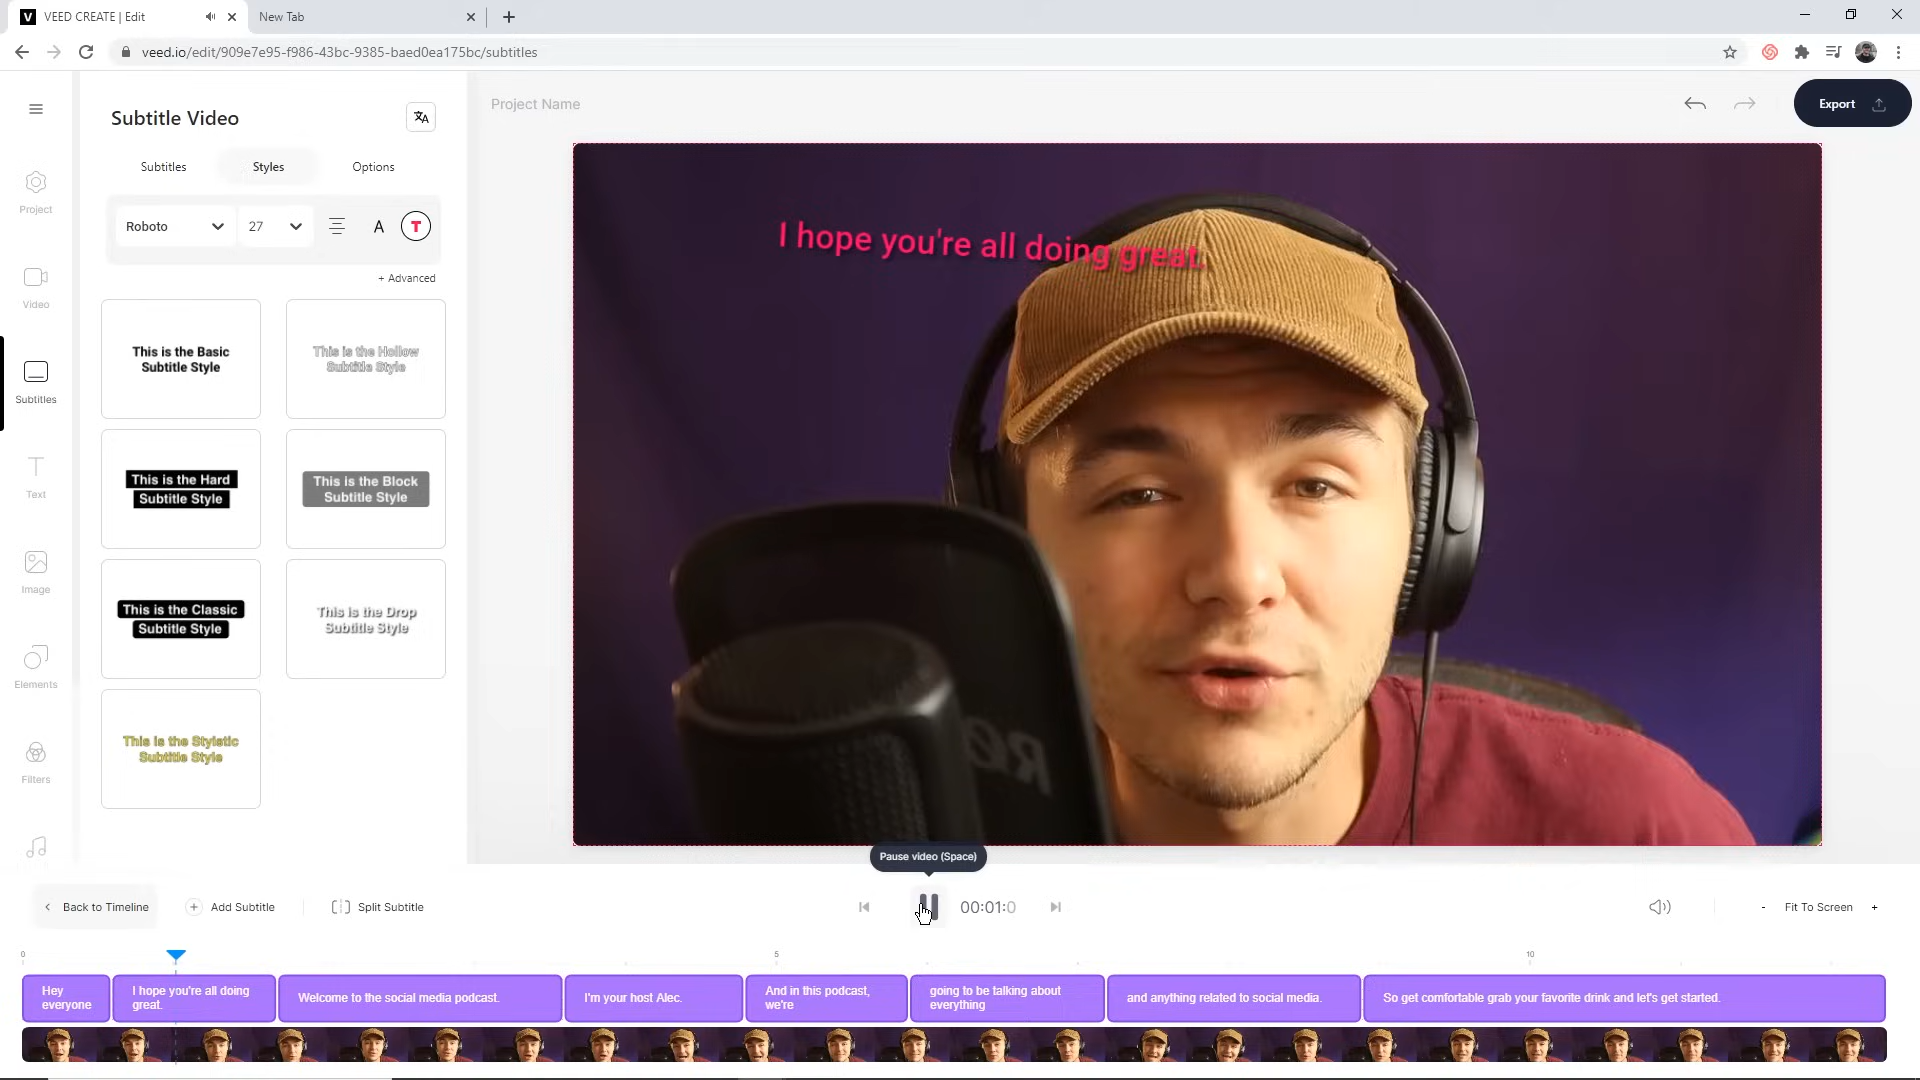 VEED CREATE | Edit
New Tab
veed.io/edit/909e7e95-f986-43bc-9385-baed0ea175bc/subtitles
Subtitle Video
Project Name
Export
Subtitles
Styles
Options
Project
Roboto
27
A
T
+ Advanced
I hope you're all doing great.
Video
This is the Basic
Subtitle Style
This is the Hollow
Subtitle Style
Subtitles
Text
This is the Hard
Subtitle Style
This is the Block
Subtitle Style
Image
This is the Classic
Subtitle Style
This is the Drop
Subtitle Style
Elements
This is the Stylstic
Subtitle Style
Filters
Pause video (Space)
Back to Timeline
Add Subtitle
Split Subtitle
00:01:0
- Fit To Screen +
0
5
10
Hey
everyone
I hope you're all doing
great.
Welcome to the social media podcast.
I'm your host Alec.
And in this podcast,
we're
going to be talking about
everything
and anything related to social media.
So get comfortable grab your favorite drink and let's get started.